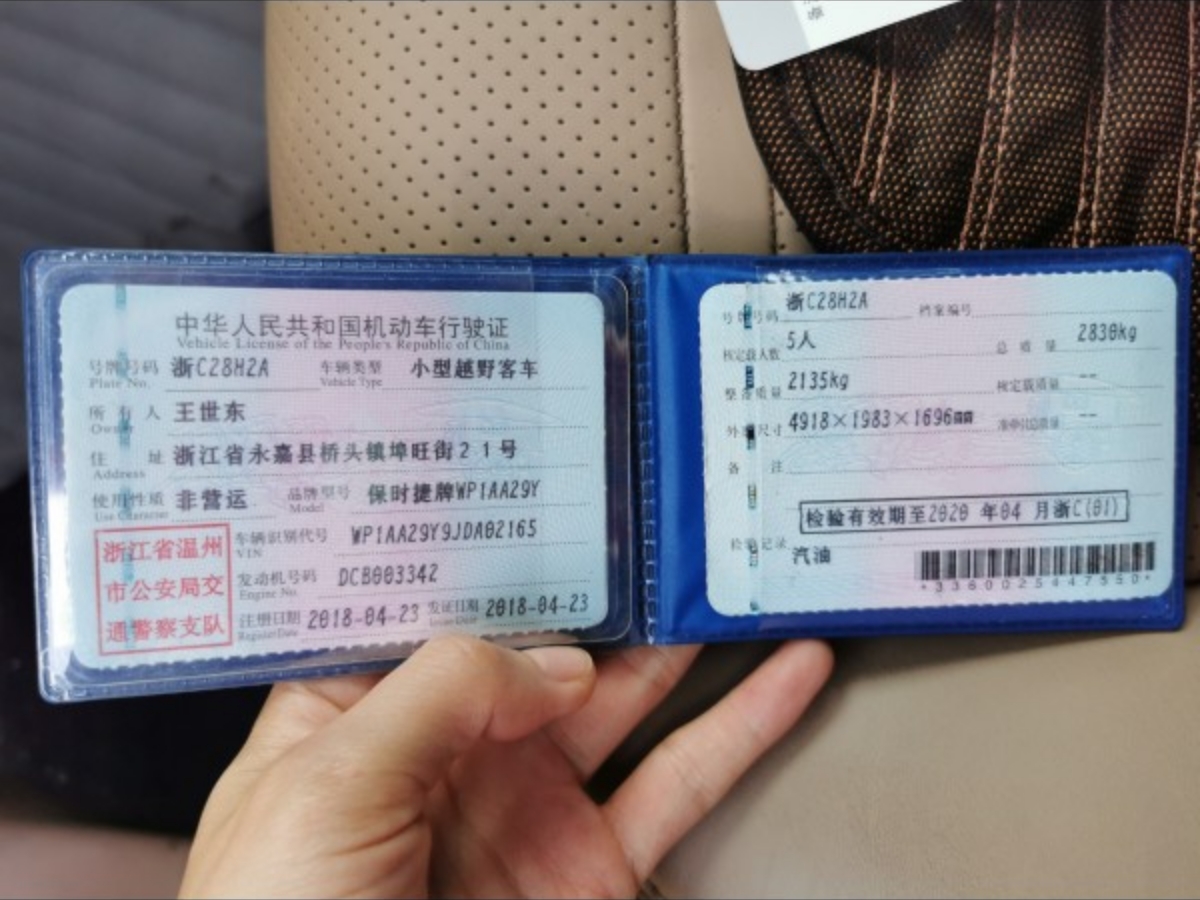 中华人民共和国机动车行驶证
Vehicle License of the People's Republic of China
号牌号码 浙C28H2A 车辆类型 小型越野客车
Plate No. Vehicle Type
所有人 王世东
Owner
住址 浙江省永嘉县桥头镇埠旺街21号
Address
使用性质 非营运 品牌型号 保时捷牌WP1AA29Y
Use Character Model
浙江省温州
市公安局交
通警察支队
车辆识别代号 WP1AA29Y9JDA02165
VIN
发动机号码 DCB003342
Engine No.
注册日期 2018-04-23 发证日期 2018-04-23
Register Date Issue Date
号牌号码 浙C28H2A 档案编号
核定载人数 5人 总质量 2830kg
整备质量 2135kg 核定载质量 --
外廓尺寸 4918×1983×1696mm 准牵引总质量 --
备注
检验有效期至2020年04月浙C(01)
检验记录
汽油
*3360025447550*